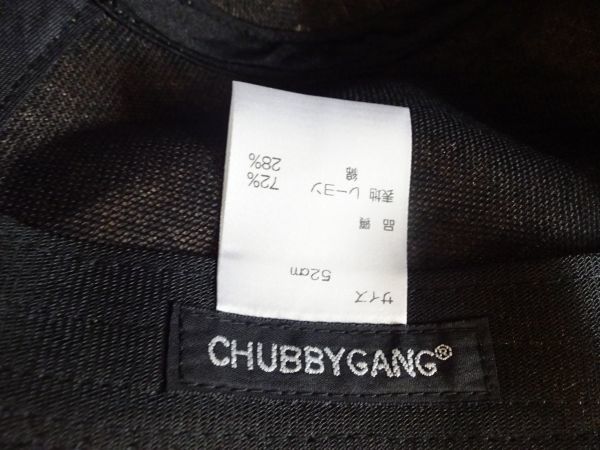 サイズ
52cm
品質
表地 レーヨン 72%
綿 28%
CHUBBYGANG®